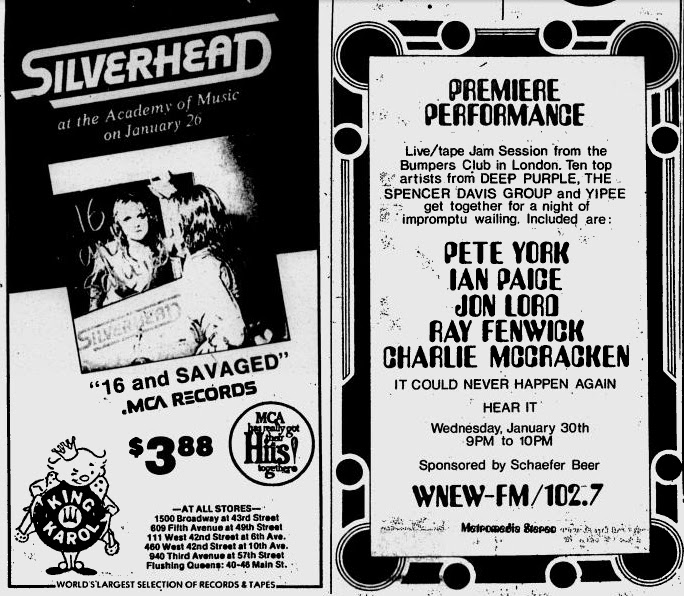 SILVERHEAD
at the Academy of Music
on January 26
16
SILVERHEAD
"16 and SAVAGED"
.MCA RECORDS
$3.88
MCA
has really got
their
Hits!
together
KING
KAROL
—AT ALL STORES—
1500 Broadway at 43rd Street
609 Fifth Avenue at 49th Street
111 West 42nd Street at 6th Ave.
460 West 42nd Street at 10th Ave.
940 Third Avenue at 57th Street
Flushing Queens: 40-46 Main St.
WORLD'S LARGEST SELECTION OF RECORDS & TAPES
PREMIERE
PERFORMANCE
Live/tape Jam Session from the
Bumpers Club in London. Ten top
artists from DEEP PURPLE, THE
SPENCER DAVIS GROUP and YIPEE
get together for a night of
impromptu wailing. Included are:
PETE YORK
IAN PAICE
JON LORD
RAY FENWICK
CHARLIE MCCRACKEN
IT COULD NEVER HAPPEN AGAIN
HEAR IT
Wednesday, January 30th
9PM to 10PM
Sponsored by Schaefer Beer
WNEW-FM/102.7
Metromedia Stereo